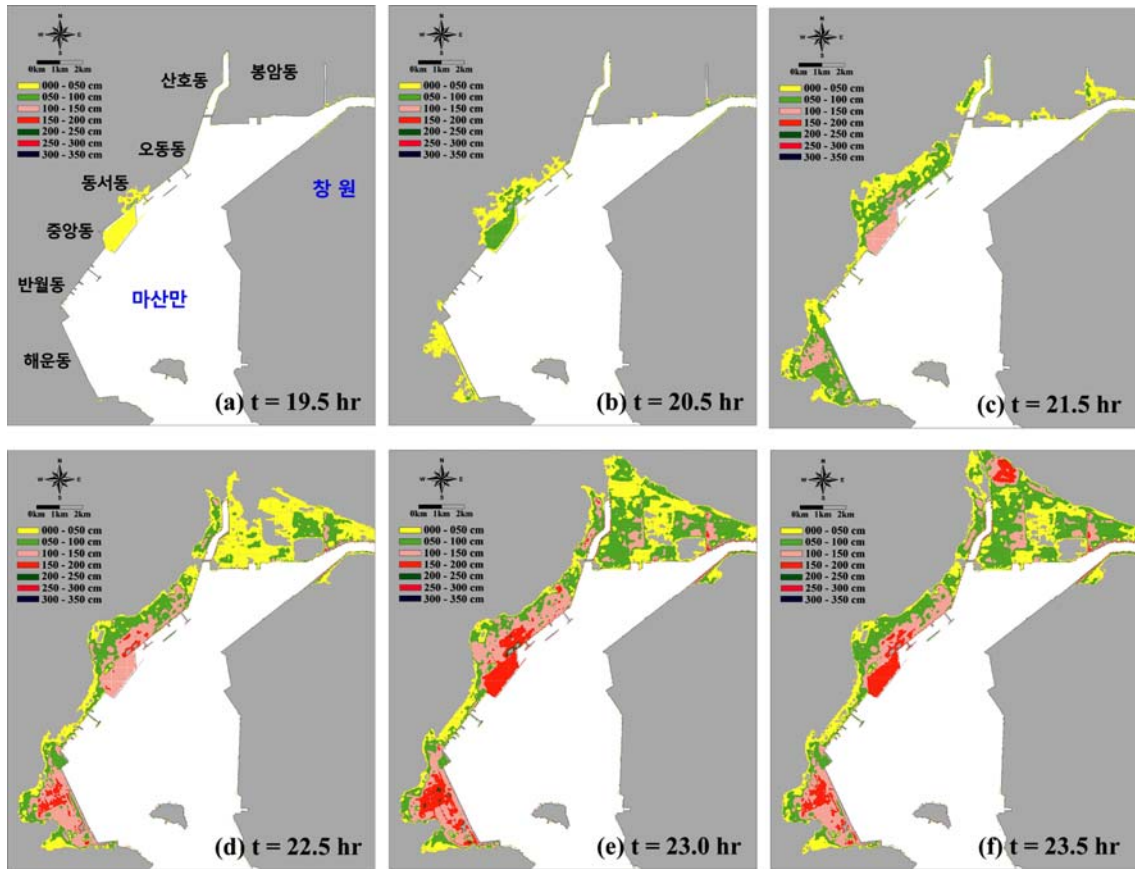 N
W E
S
0km 1km 2km
000 - 050 cm
050 - 100 cm
100 - 150 cm
150 - 200 cm
200 - 250 cm
250 - 300 cm
300 - 350 cm
산호동
봉암동
오동동
동서동
창 원
중앙동
반월동
마산만
해운동
(a) t = 19.5 hr
N
W E
S
0km 1km 2km
000 - 050 cm
050 - 100 cm
100 - 150 cm
150 - 200 cm
200 - 250 cm
250 - 300 cm
300 - 350 cm
(b) t = 20.5 hr
N
W E
S
0km 1km 2km
000 - 050 cm
050 - 100 cm
100 - 150 cm
150 - 200 cm
200 - 250 cm
250 - 300 cm
300 - 350 cm
(c) t = 21.5 hr
N
W E
S
0km 1km 2km
000 - 050 cm
050 - 100 cm
100 - 150 cm
150 - 200 cm
200 - 250 cm
250 - 300 cm
300 - 350 cm
(d) t = 22.5 hr
N
W E
S
0km 1km 2km
000 - 050 cm
050 - 100 cm
100 - 150 cm
150 - 200 cm
200 - 250 cm
250 - 300 cm
300 - 350 cm
(e) t = 23.0 hr
N
W E
S
0km 1km 2km
000 - 050 cm
050 - 100 cm
100 - 150 cm
150 - 200 cm
200 - 250 cm
250 - 300 cm
300 - 350 cm
(f) t = 23.5 hr